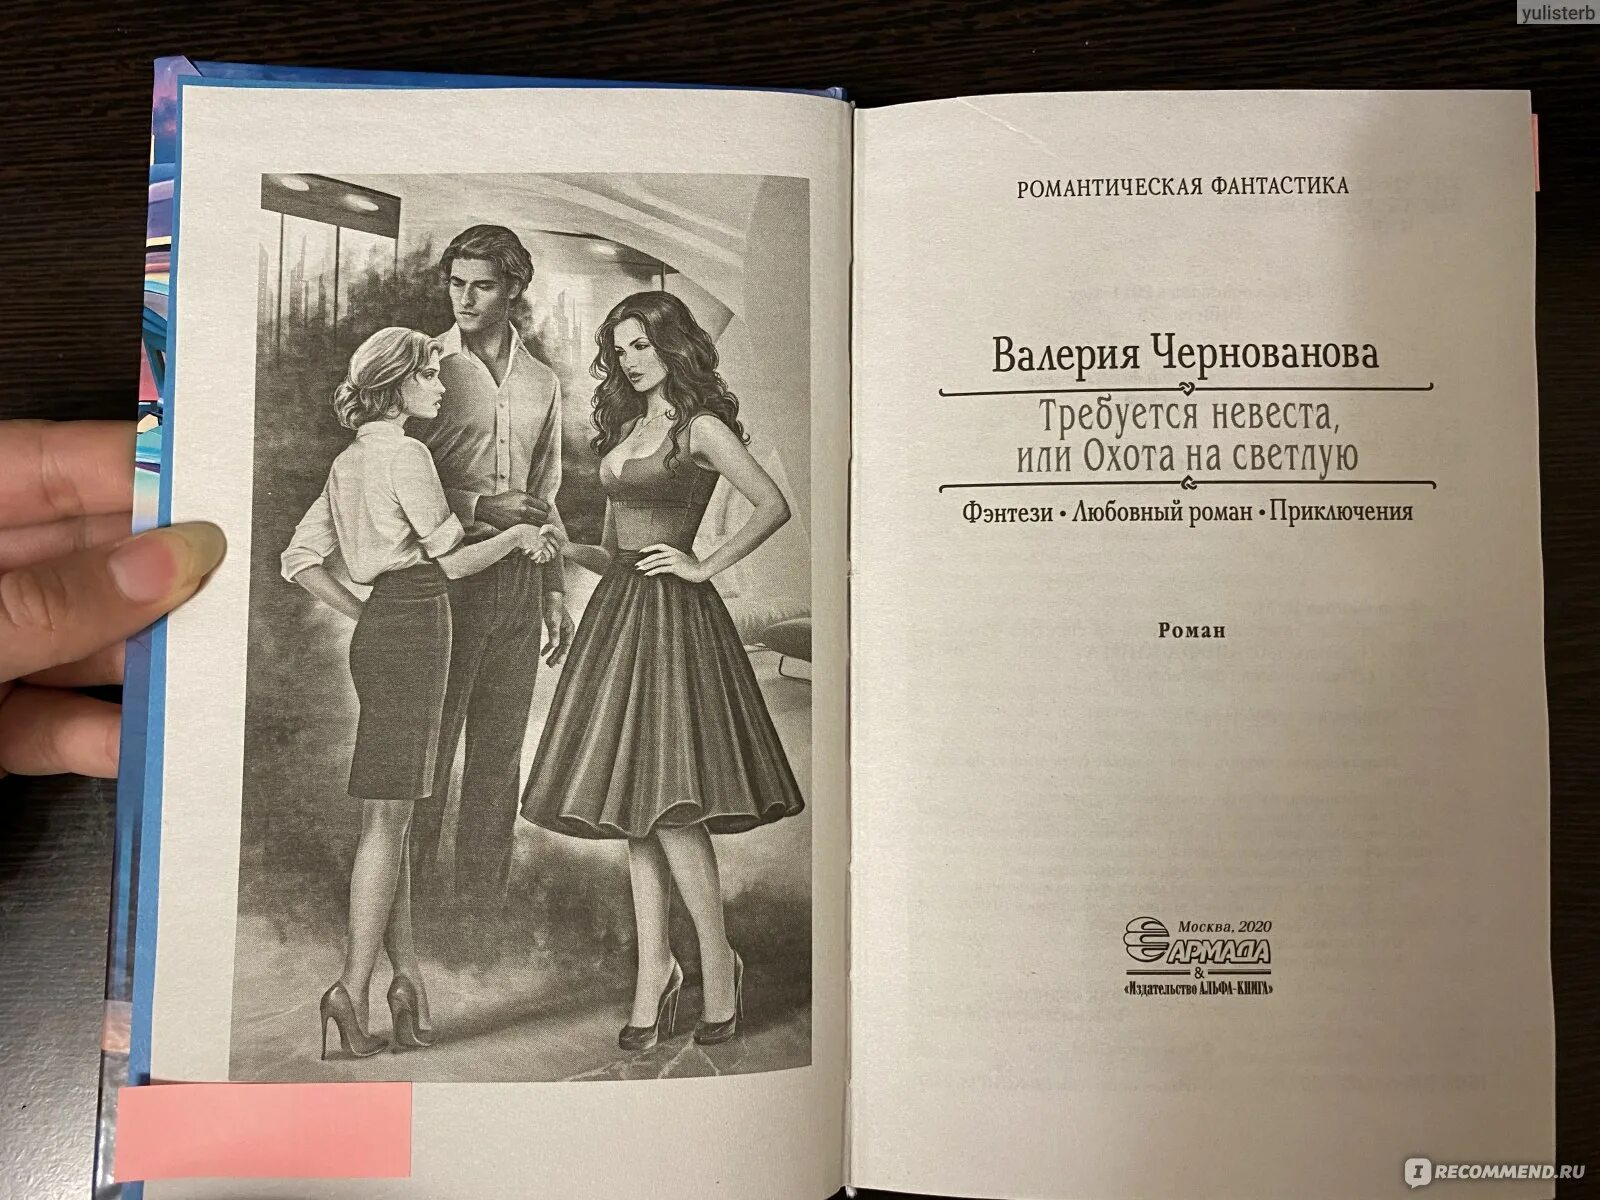 yulisterb
РОМАНТИЧЕСКАЯ ФАНТАСТИКА
Валерия Чернованова
Требуется невеста,
или Охота на светлую
Фэнтези • Любовный роман • Приключения
Роман
Москва, 2020
АРМАДА
&
«Издательство АЛЬФА-КНИГА»
IRECOMMEND.RU